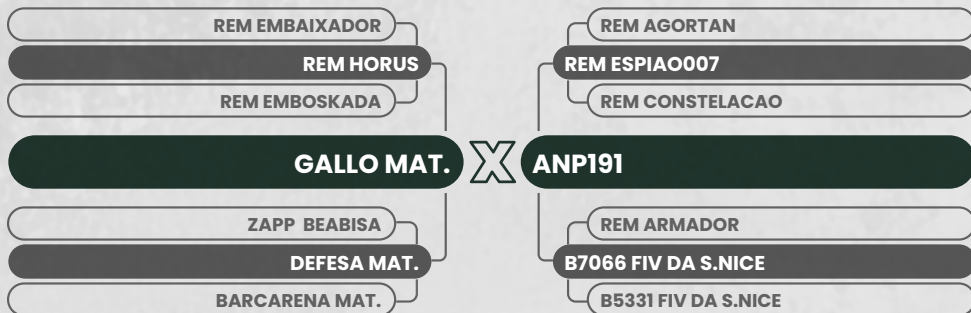 REM EMBAIXADOR
REM HORUS
REM EMBOSKADA
GALLO MAT.
ZAPP BEABISA
DEFESA MAT.
BARCARENA MAT.
X
REM AGORTAN
REM ESPIAO007
REM CONSTELACAO
ANP191
REM ARMADOR
B7066 FIV DA S.NICE
B5331 FIV DA S.NICE